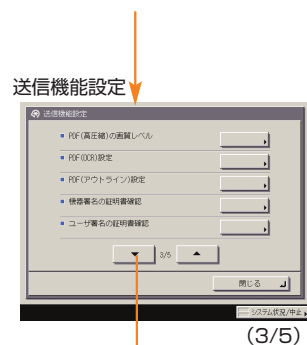 送信機能設定
送信機能設定
PDF(高圧縮)の画質レベル
PDF(OCR)設定
PDF(アウトライン)設定
機器署名の証明書確認
ユーザ署名の証明書確認
3/5
閉じる
システム状況/中止
(3/5)